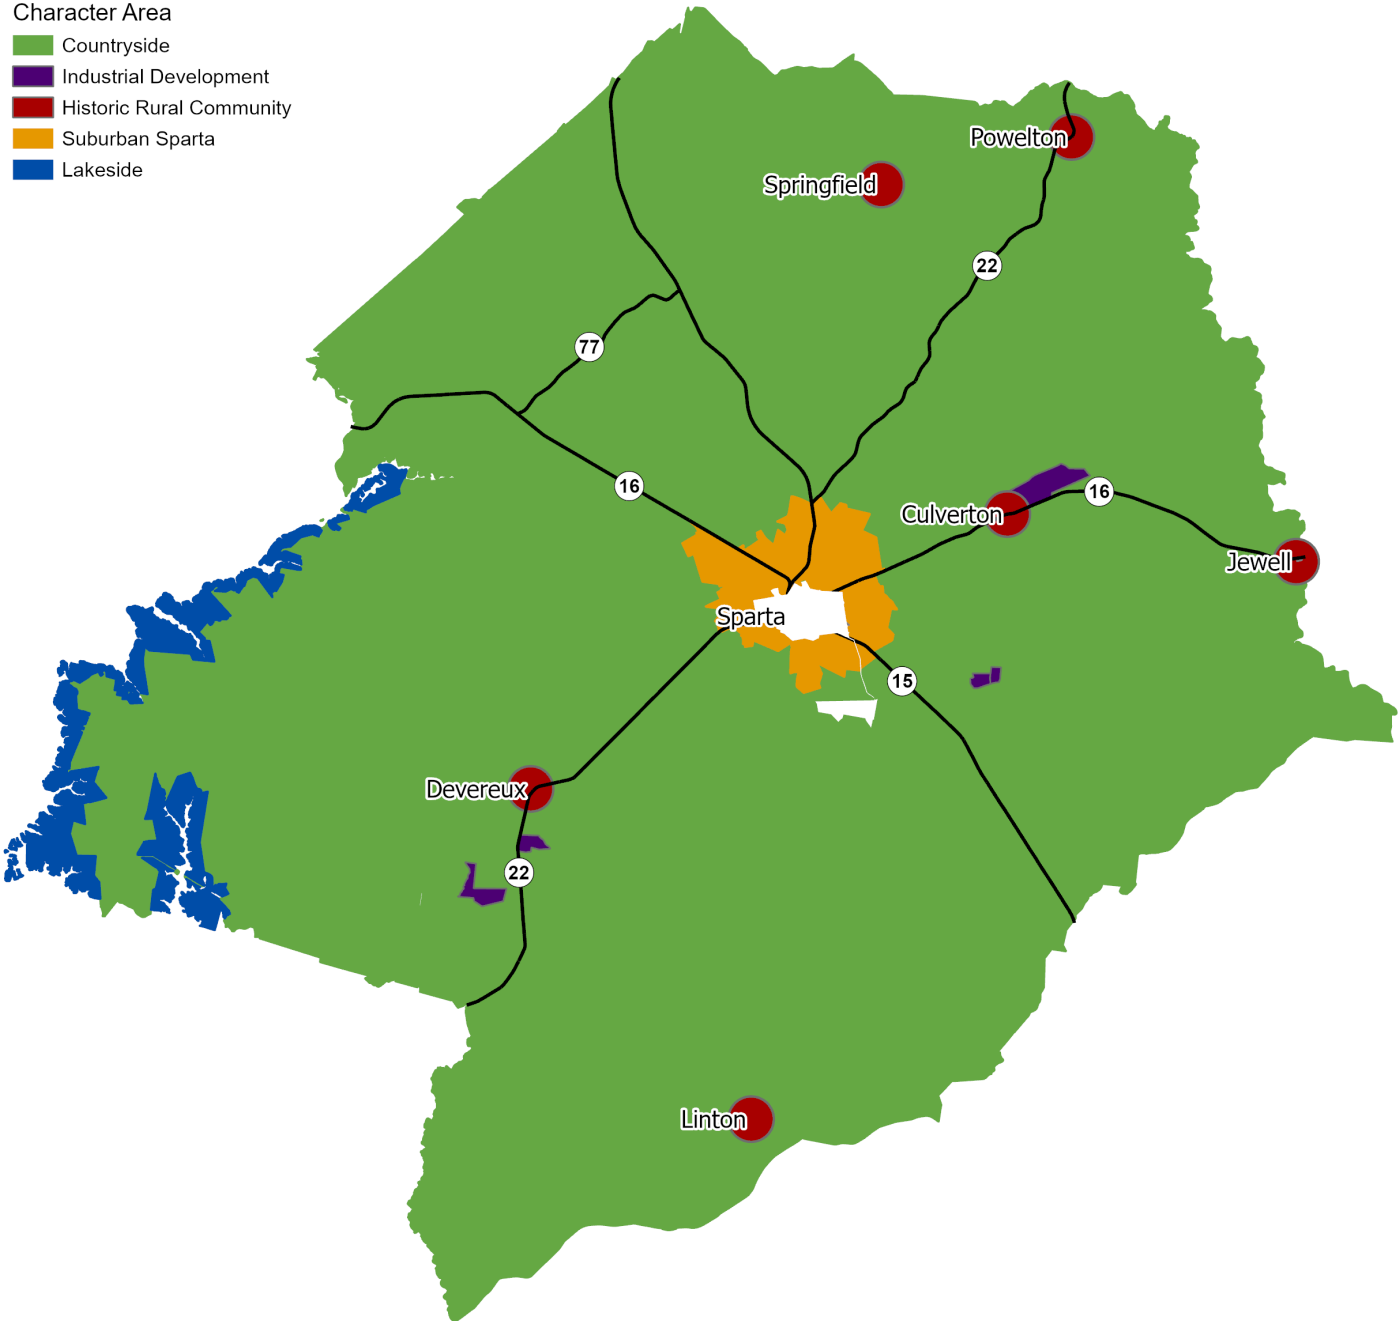 Character Area
Countryside
Industrial Development
Historic Rural Community
Suburban Sparta
Lakeside
Powelton
Springfield
22
77
16
16
Culverton
Jewell
Sparta
15
Devereux
22
Linton